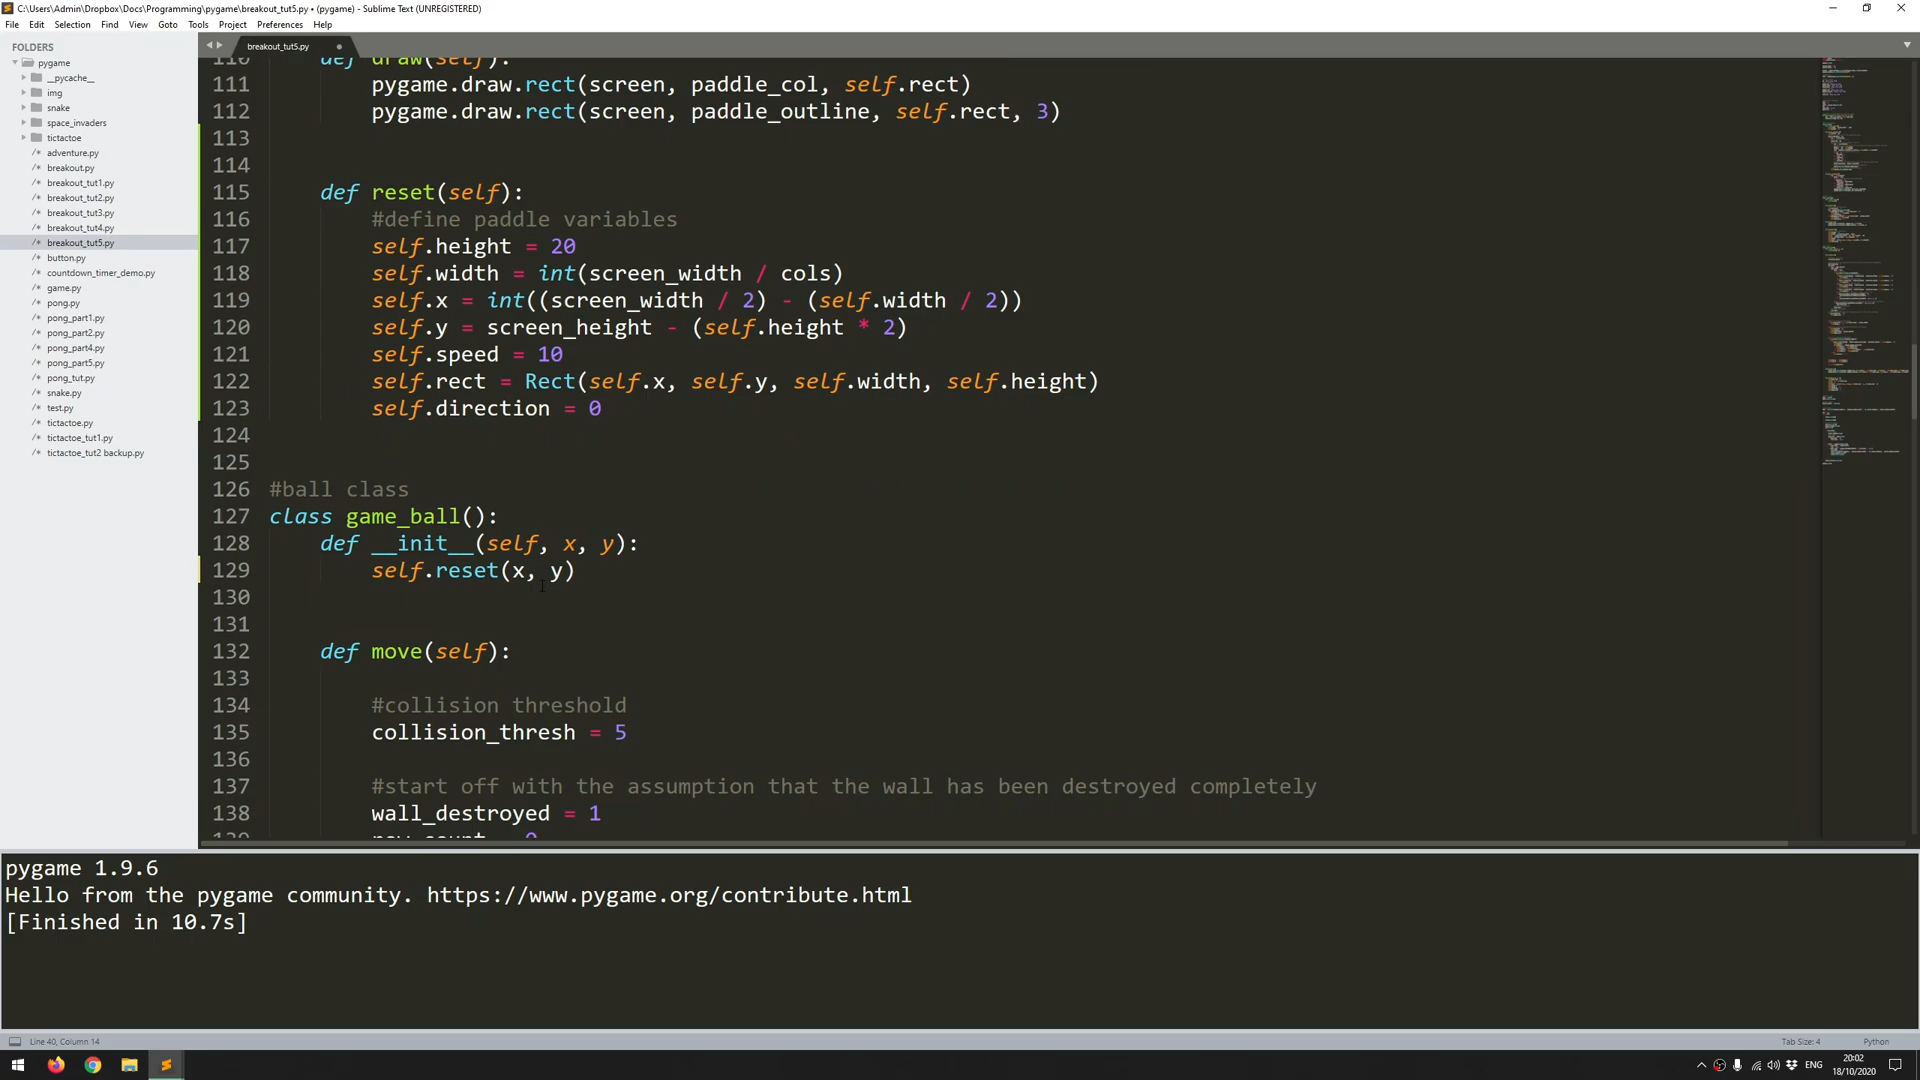 C:\Users\Admin\Dropbox\Docs\Programming\pygame\breakout_tut5.py • (pygame) - Sublime Text (UNREGISTERED)
File Edit Selection Find View Goto Tools Project Preferences Help
FOLDERS
pygame
__pycache__
img
snake
space_invaders
tictactoe
/* adventure.py
/* breakout.py
/* breakout_tut1.py
/* breakout_tut2.py
/* breakout_tut3.py
/* breakout_tut4.py
/* breakout_tut5.py
/* button.py
/* countdown_timer_demo.py
/* game.py
/* pong.py
/* pong_part1.py
/* pong_part2.py
/* pong_part4.py
/* pong_part5.py
/* pong_tut.py
/* snake.py
/* test.py
/* tictactoe.py
/* tictactoe_tut1.py
/* tictactoe_tut2 backup.py
breakout_tut5.py
110 def draw(self):
111 pygame.draw.rect(screen, paddle_col, self.rect)
112 pygame.draw.rect(screen, paddle_outline, self.rect, 3)
113
114
115 def reset(self):
116 #define paddle variables
117 self.height = 20
118 self.width = int(screen_width / cols)
119 self.x = int((screen_width / 2) - (self.width / 2))
120 self.y = screen_height - (self.height * 2)
121 self.speed = 10
122 self.rect = Rect(self.x, self.y, self.width, self.height)
123 self.direction = 0
124
125
126 #ball class
127 class game_ball():
128 def __init__(self, x, y):
129 self.reset(x, y)
130
131
132 def move(self):
133
134 #collision threshold
135 collision_thresh = 5
136
137 #start off with the assumption that the wall has been destroyed completely
138 wall_destroyed = 1
139 row_count = 0
pygame 1.9.6
Hello from the pygame community. https://www.pygame.org/contribute.html
[Finished in 10.7s]
Line 40, Column 14
Tab Size: 4
Python
ENG
20:02
18/10/2020